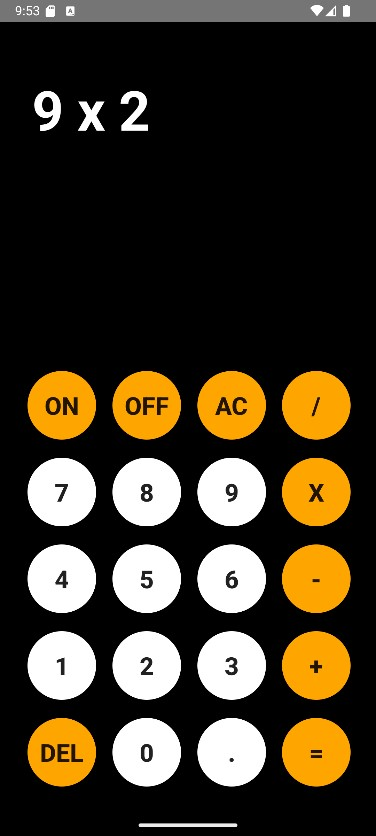 9:53
9 x 2
ON OFF AC /
7 8 9 X
4 5 6 -
1 2 3 +
DEL 0 . =